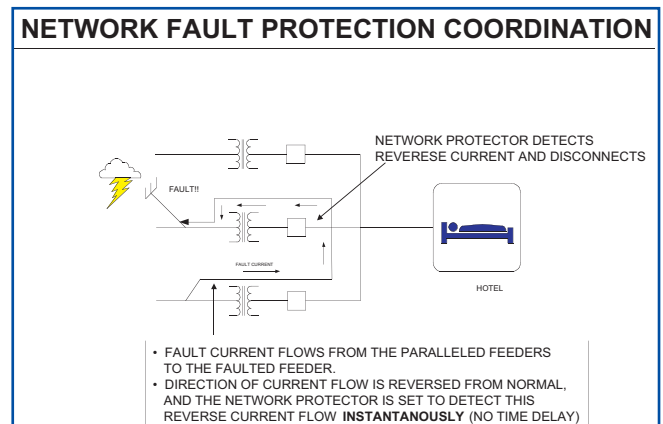 NETWORK FAULT PROTECTION COORDINATION
NETWORK PROTECTOR DETECTS
REVERESE CURRENT AND DISCONNECTS
FAULT!!
FAULT CURRENT
HOTEL
• FAULT CURRENT FLOWS FROM THE PARALLELED FEEDERS
TO THE FAULTED FEEDER.
• DIRECTION OF CURRENT FLOW IS REVERSED FROM NORMAL,
AND THE NETWORK PROTECTOR IS SET TO DETECT THIS
REVERSE CURRENT FLOW INSTANTANOUSLY (NO TIME DELAY)